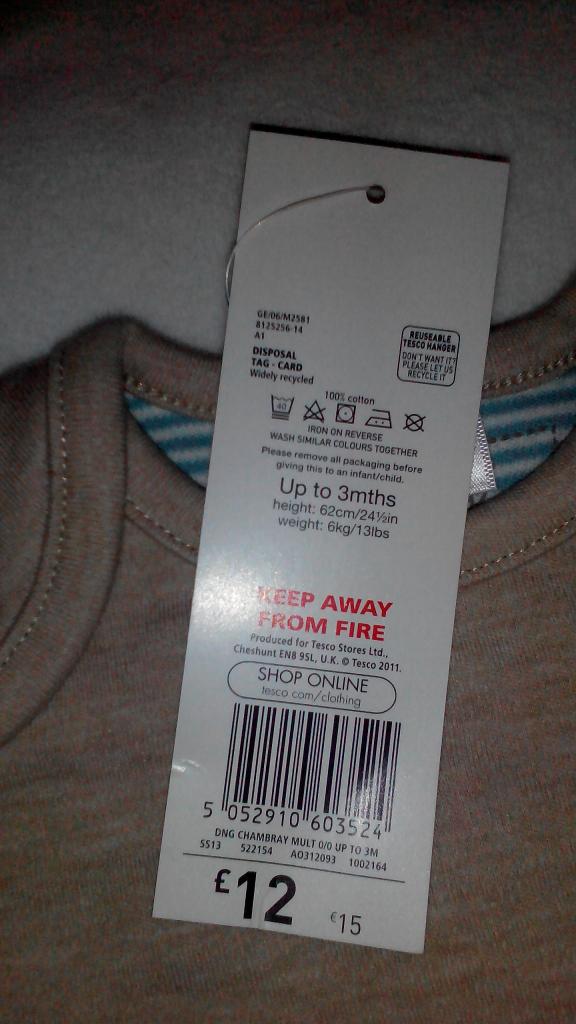 GE/06/M2581
8125256-14
A1
DISPOSAL
TAG - CARD
Widely recycled
REUSEABLE
TESCO HANGER
DON'T WANT IT?
PLEASE LET US
RECYCLE IT
100% cotton
40
IRON ON REVERSE
WASH SIMILAR COLOURS TOGETHER
Please remove all packaging before
giving this to an infant/child.
Up to 3mths
height: 62cm/24½in
weight: 6kg/13lbs
KEEP AWAY
FROM FIRE
Produced for Tesco Stores Ltd.,
Cheshunt EN8 9SL, U.K. © Tesco 2011.
SHOP ONLINE
tesco.com/clothing
5 052910 603524
DNG CHAMBRAY MULT 0/0 UP TO 3M
SS13 522154 AO312093 1002164
£12 €15